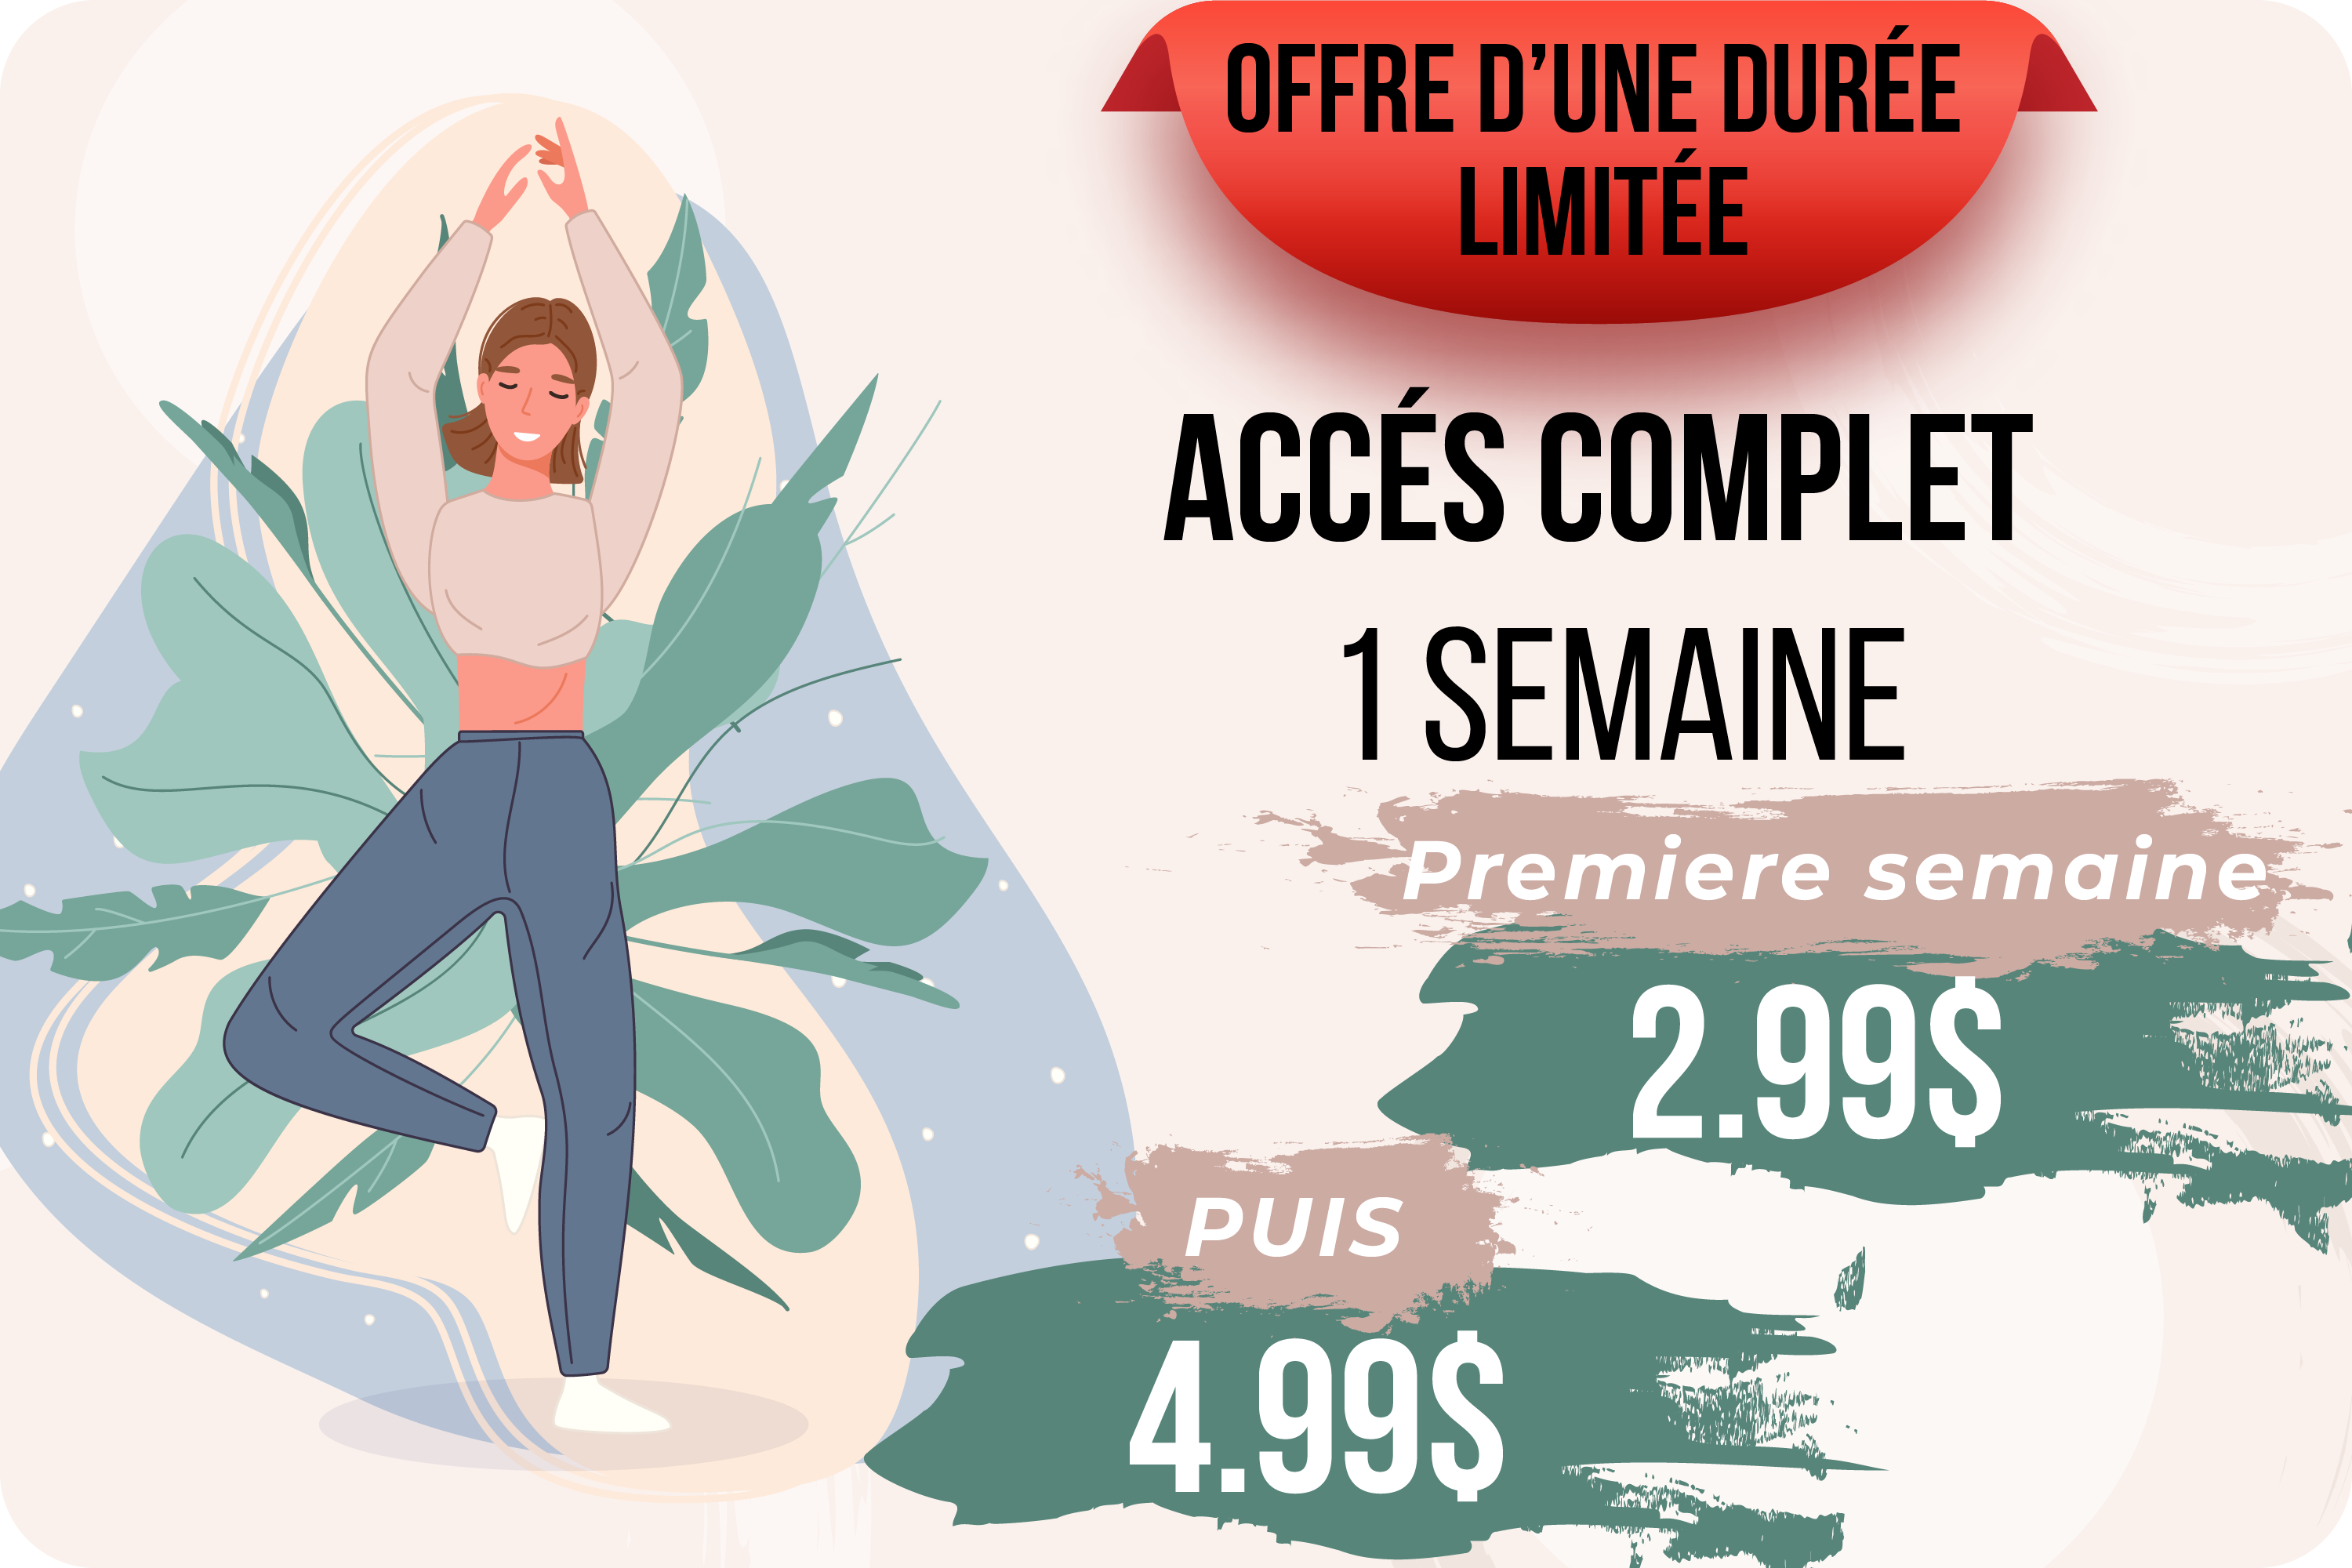 OFFRE D’UNE DURÉE
LIMITÉE
ACCÉS COMPLET
1 SEMAINE
Premiere semaine
2.99$
PUIS
4.99$